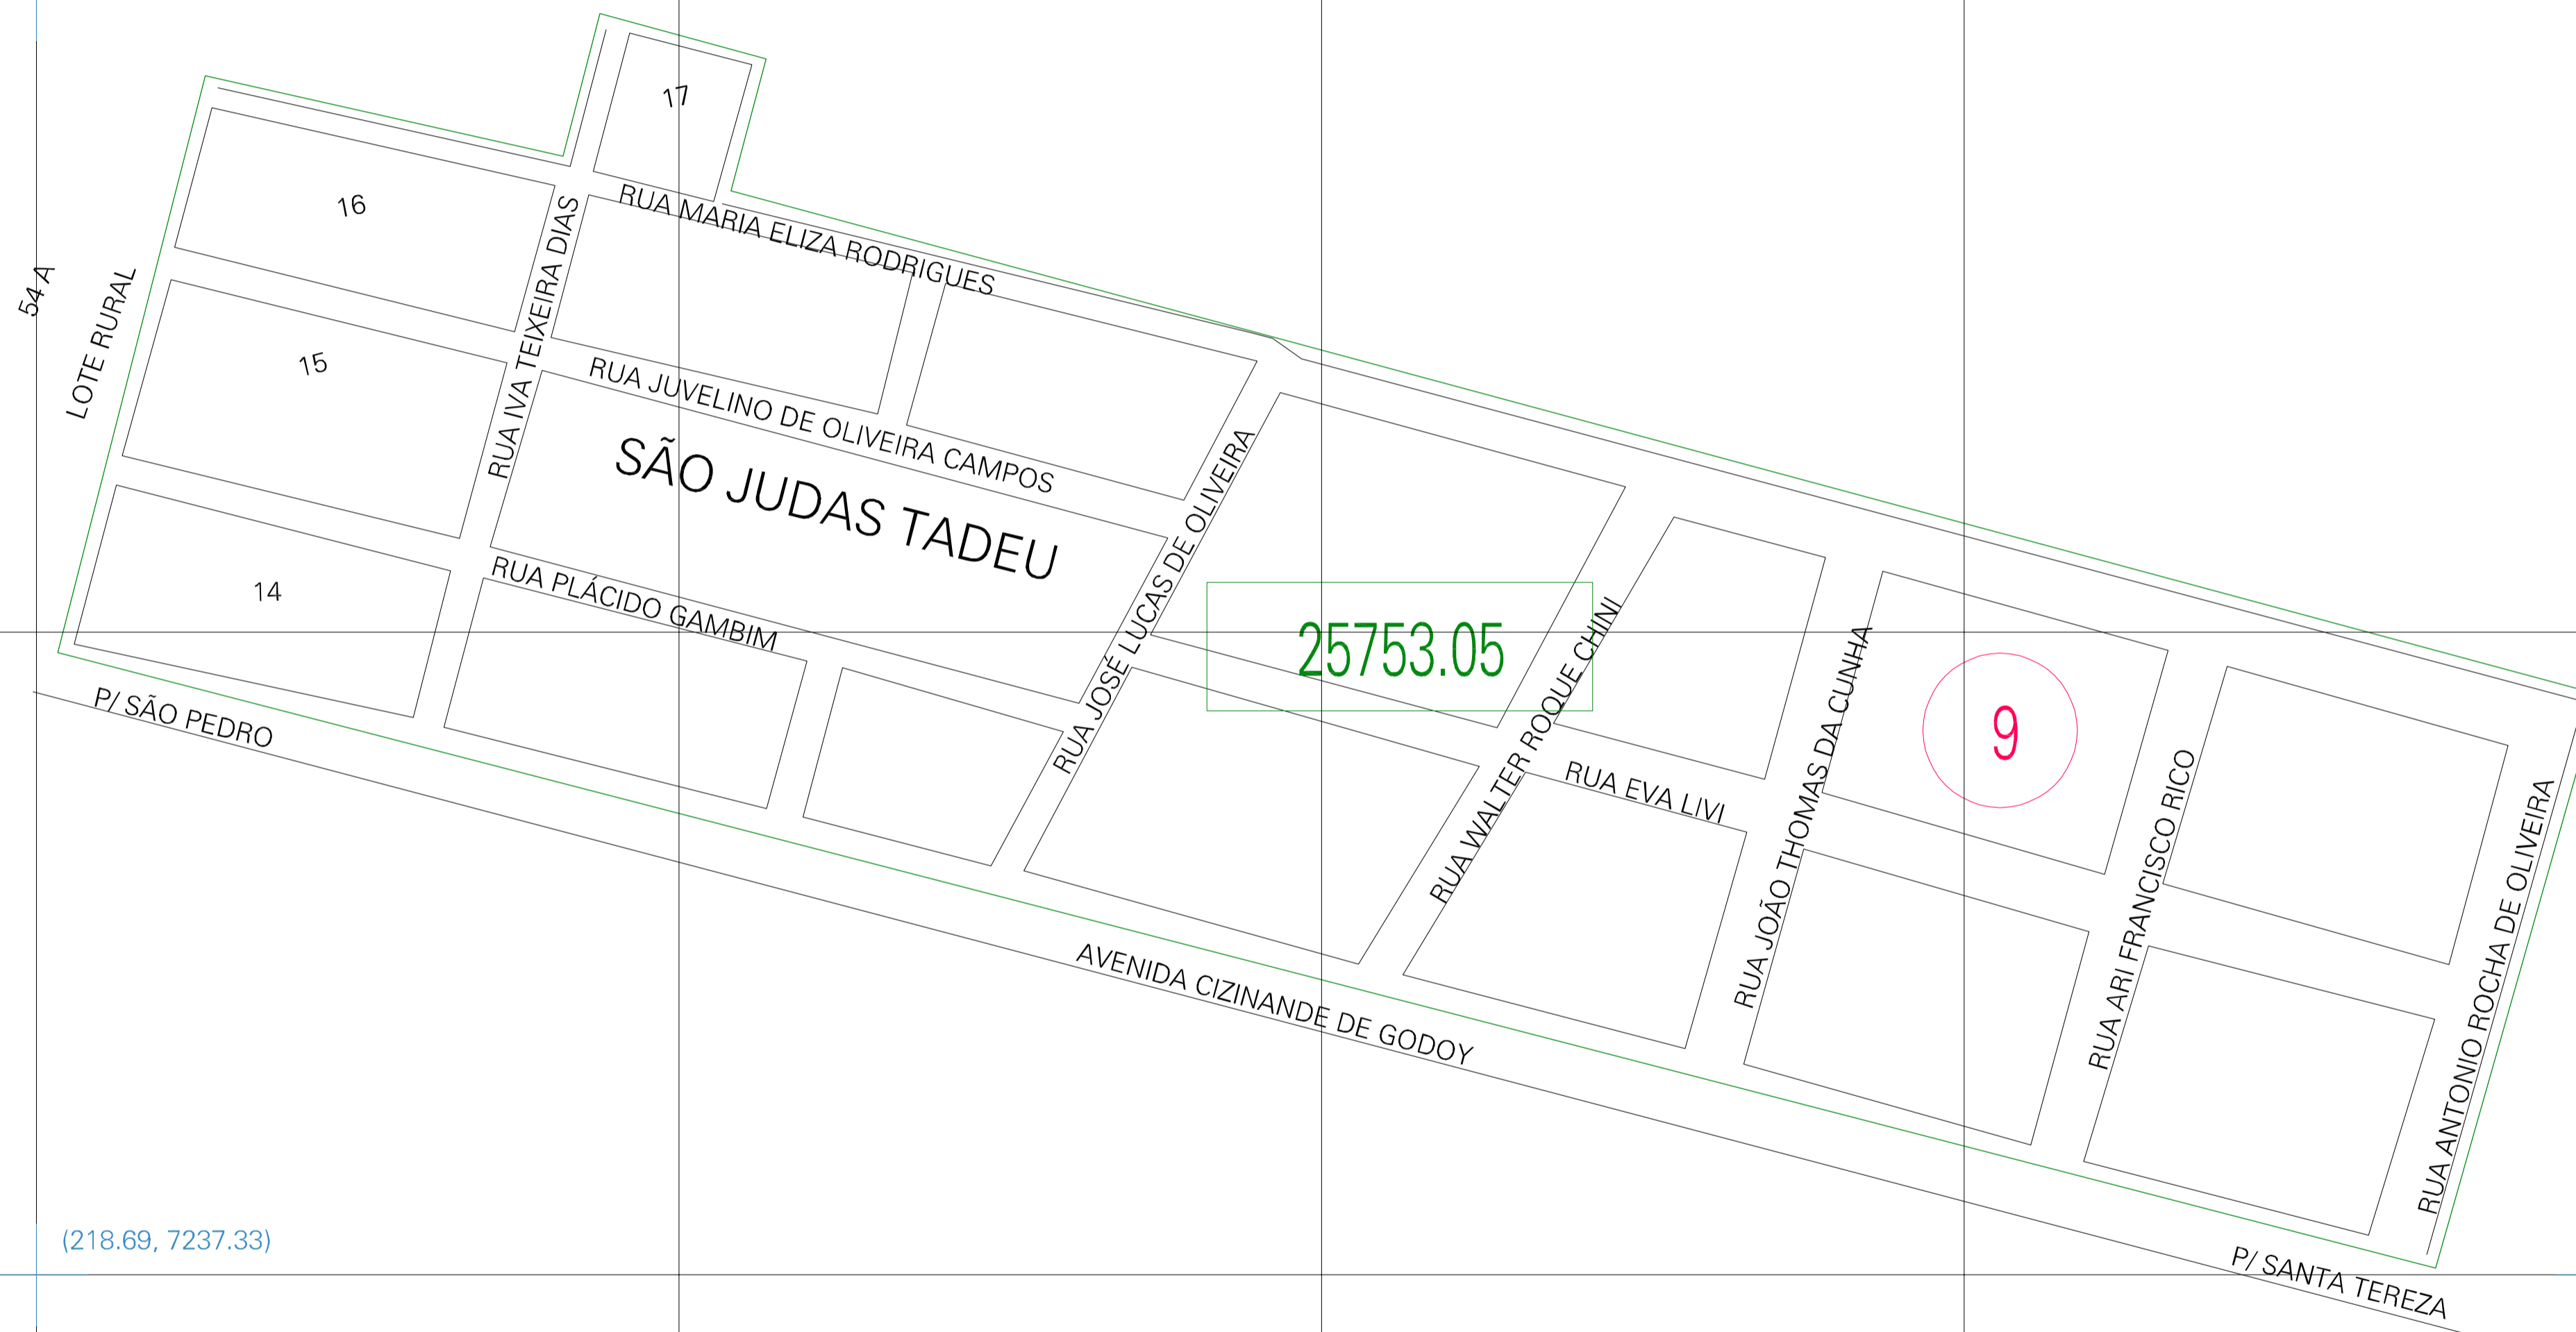 17
16
RUA MARIA ELIZA RODRIGUES
RUA IVA TEIXEIRA DIAS
54 A
LOTE RURAL
15
RUA JUVELINO DE OLIVEIRA CAMPOS
SÃO JUDAS TADEU
RUA JOSÉ LUCAS DE OLIVEIRA
14
RUA PLÁCIDO GAMBIM
25753.05
RUA WALTER ROQUE CHINI
RUA JOÃO THOMAS DA CUNHA
9
P/ SÃO PEDRO
RUA EVA LIVI
RUA ARI FRANCISCO RICO
RUA ANTONIO ROCHA DE OLIVEIRA
AVENIDA CIZINANDE DE GODOY
(218.69, 7237.33)
P/ SANTA TEREZA